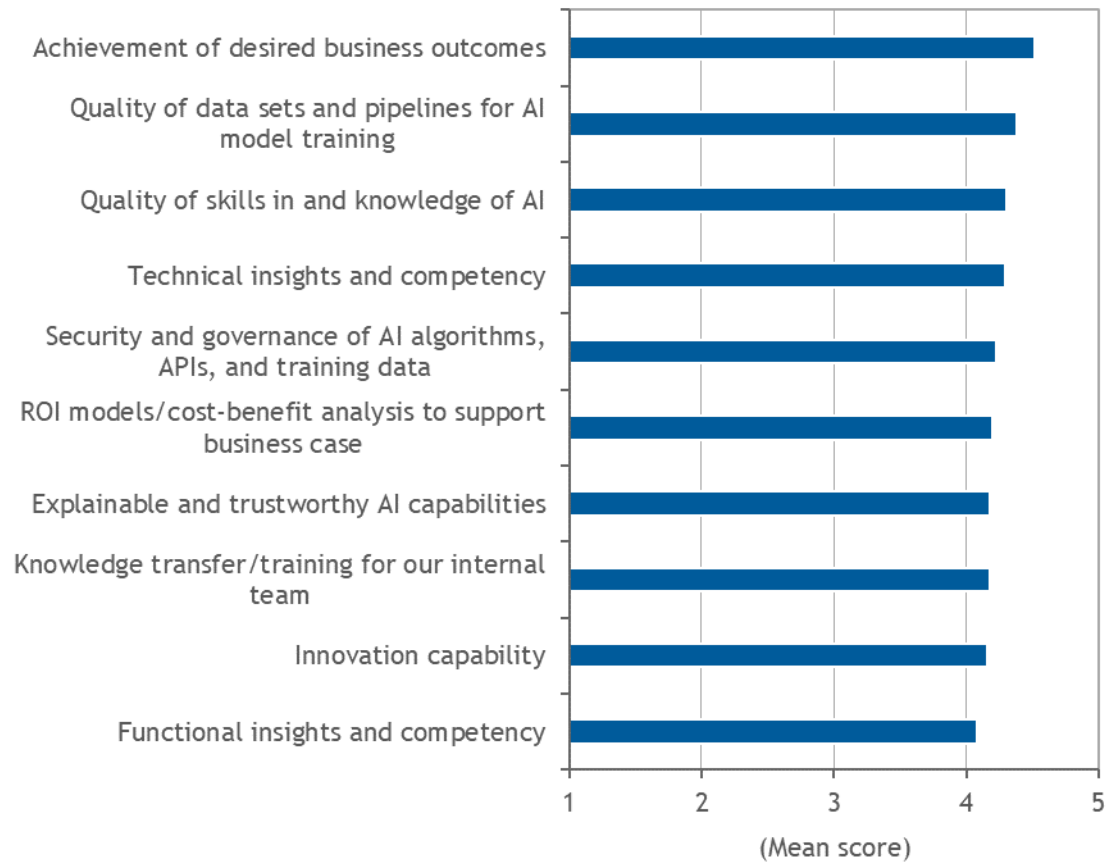 Achievement of desired business outcomes
Quality of data sets and pipelines for AI
model training
Quality of skills in and knowledge of AI
Technical insights and competency
Security and governance of AI algorithms,
APIs, and training data
ROI models/cost-benefit analysis to support
business case
Explainable and trustworthy AI capabilities
Knowledge transfer/training for our internal
team
Innovation capability
Functional insights and competency
1 2 3 4 5
(Mean score)